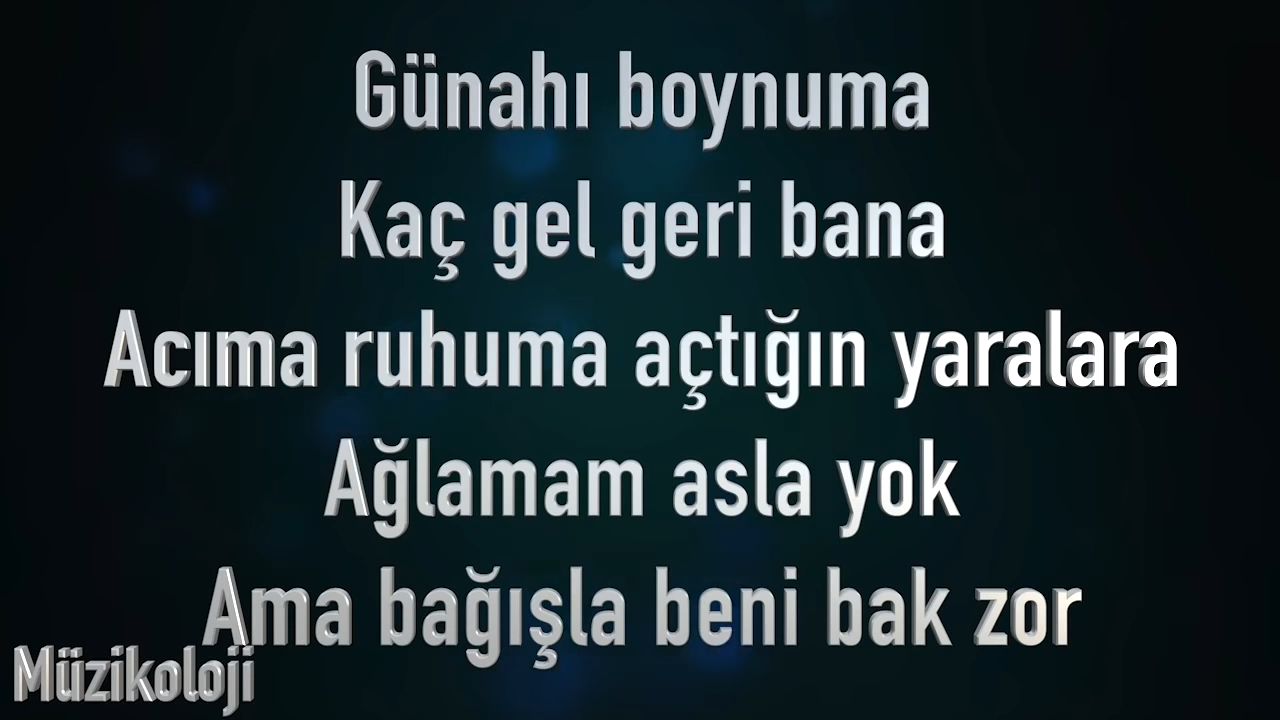 Günahı boynuma
Kaç gel geri bana
Acıma ruhuma açtığın yaralara
Ağlamam asla yok
Ama bağışla beni bak zor
Müzikoloji